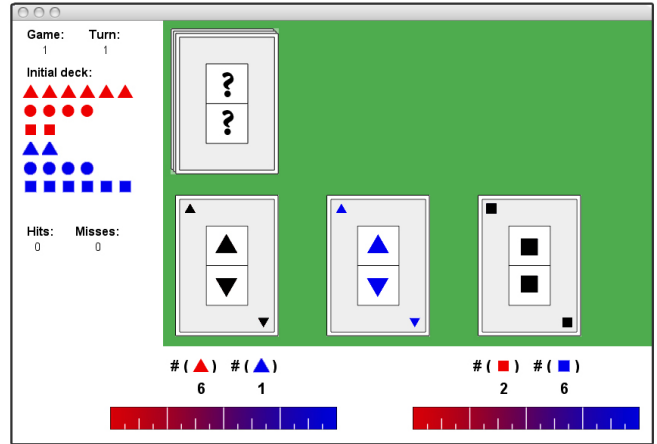 Game: Turn:
1 1
Initial deck:
?
?
Hits: Misses:
0 0
# ( ) # ( ) # ( ) # ( )
6 1 2 6